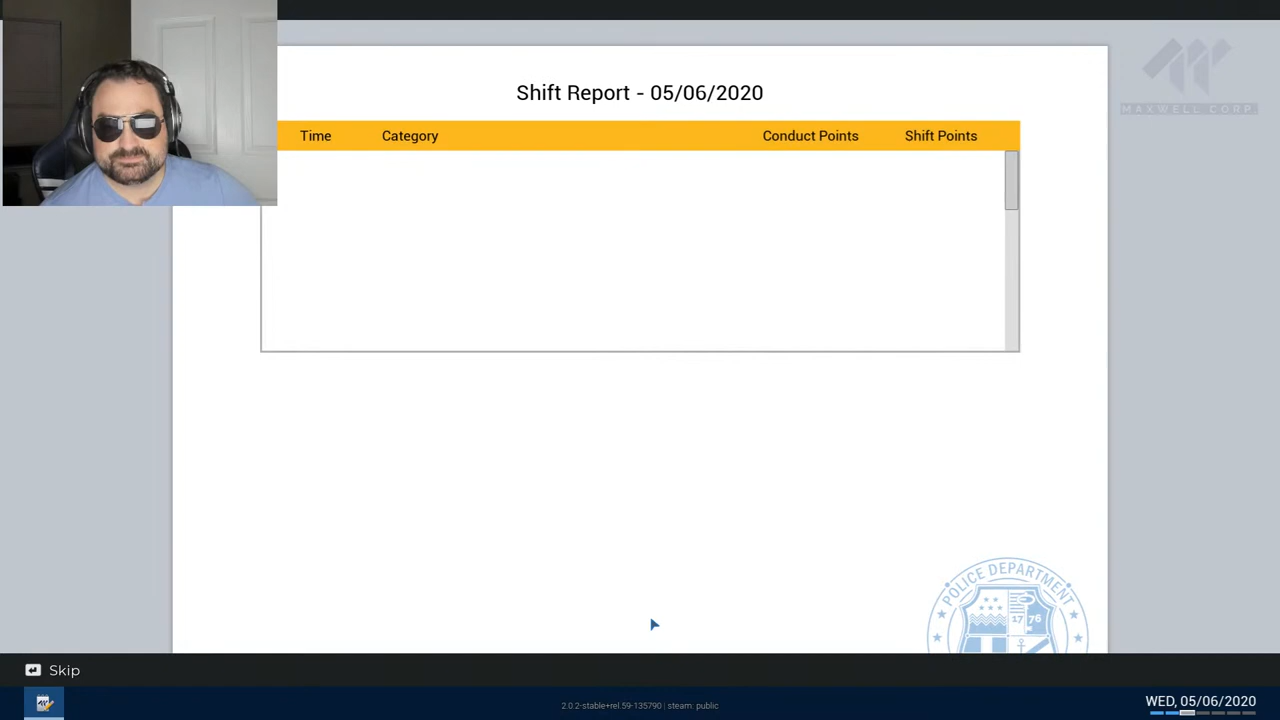 MAXWELL CORP.
Shift Report - 05/06/2020
Time Category Conduct Points Shift Points
POLICE DEPARTMENT
1776
Skip
2.0.2-stable+rel.59-135790 | steam: public
WED, 05/06/2020